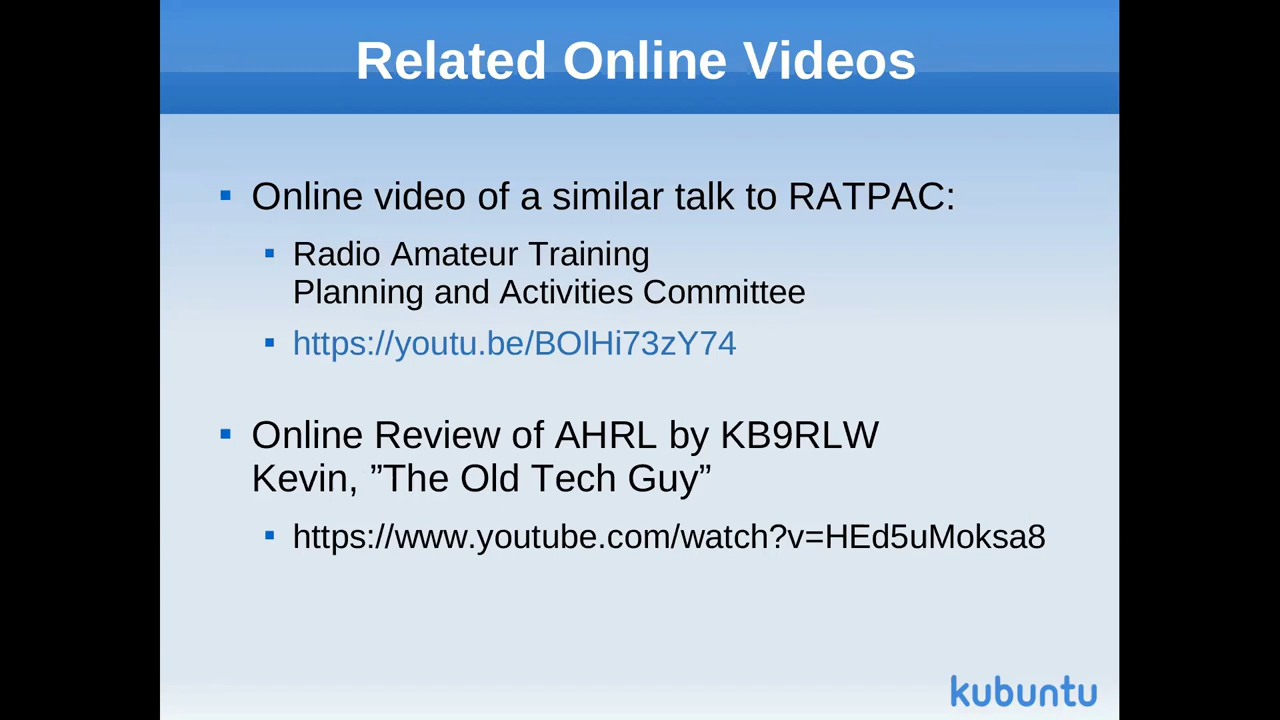 Related Online Videos
Online video of a similar talk to RATPAC:
Radio Amateur Training
Planning and Activities Committee
https://youtu.be/BOlHi73zY74
Online Review of AHRL by KB9RLW
Kevin, ”The Old Tech Guy”
https://www.youtube.com/watch?v=HEd5uMoksa8
kubuntu